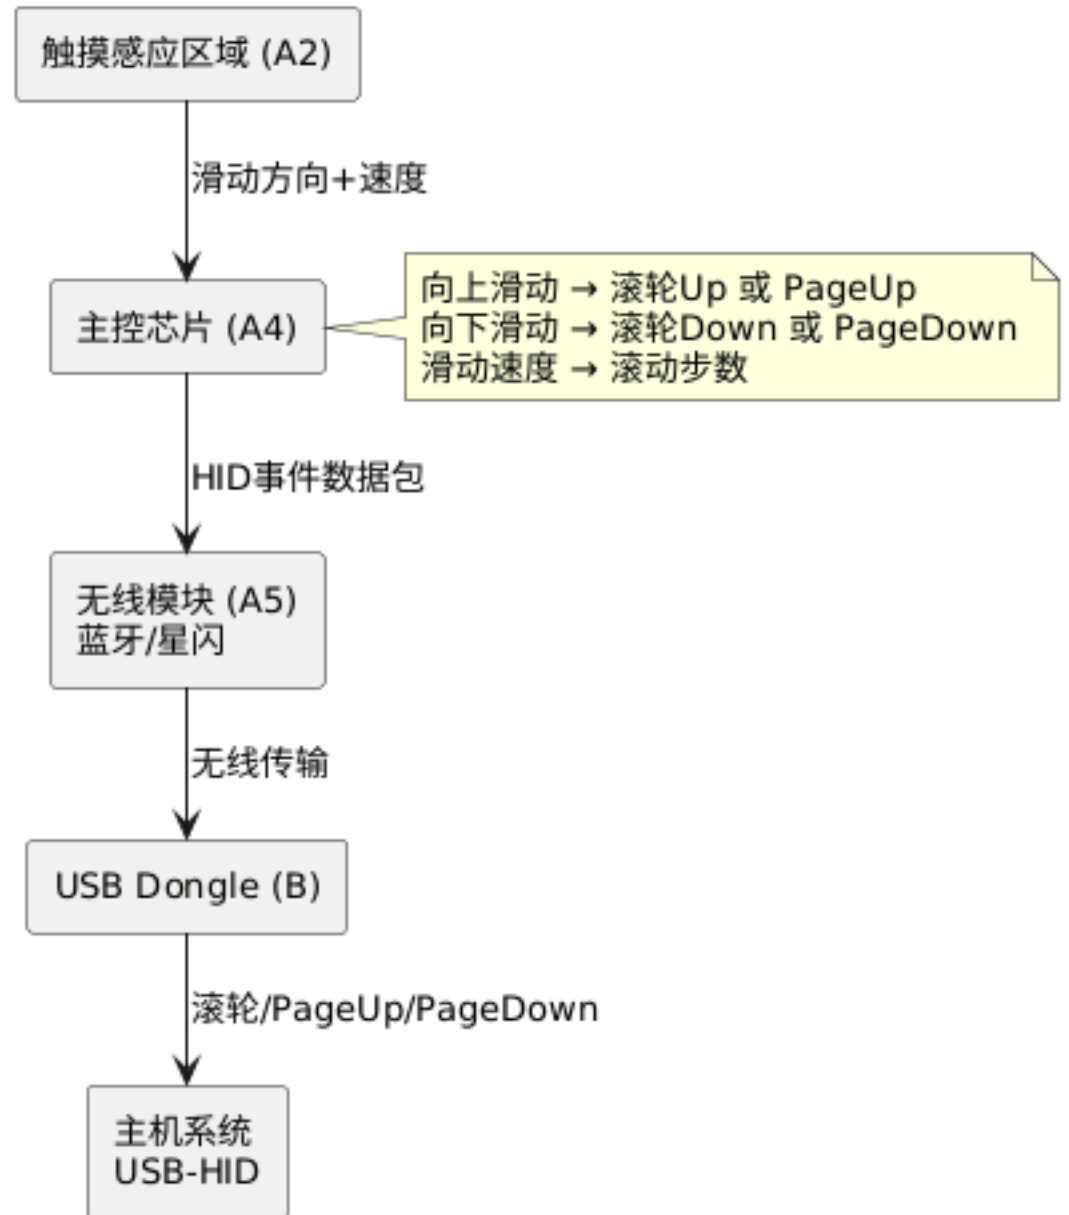 触摸感应区域 (A2)
滑动方向+速度
主控芯片 (A4)
向上滑动 → 滚轮Up 或 PageUp
向下滑动 → 滚轮Down 或 PageDown
滑动速度 → 滚动步数
HID事件数据包
无线模块 (A5)
蓝牙/星闪
无线传输
USB Dongle (B)
滚轮/PageUp/PageDown
主机系统
USB-HID